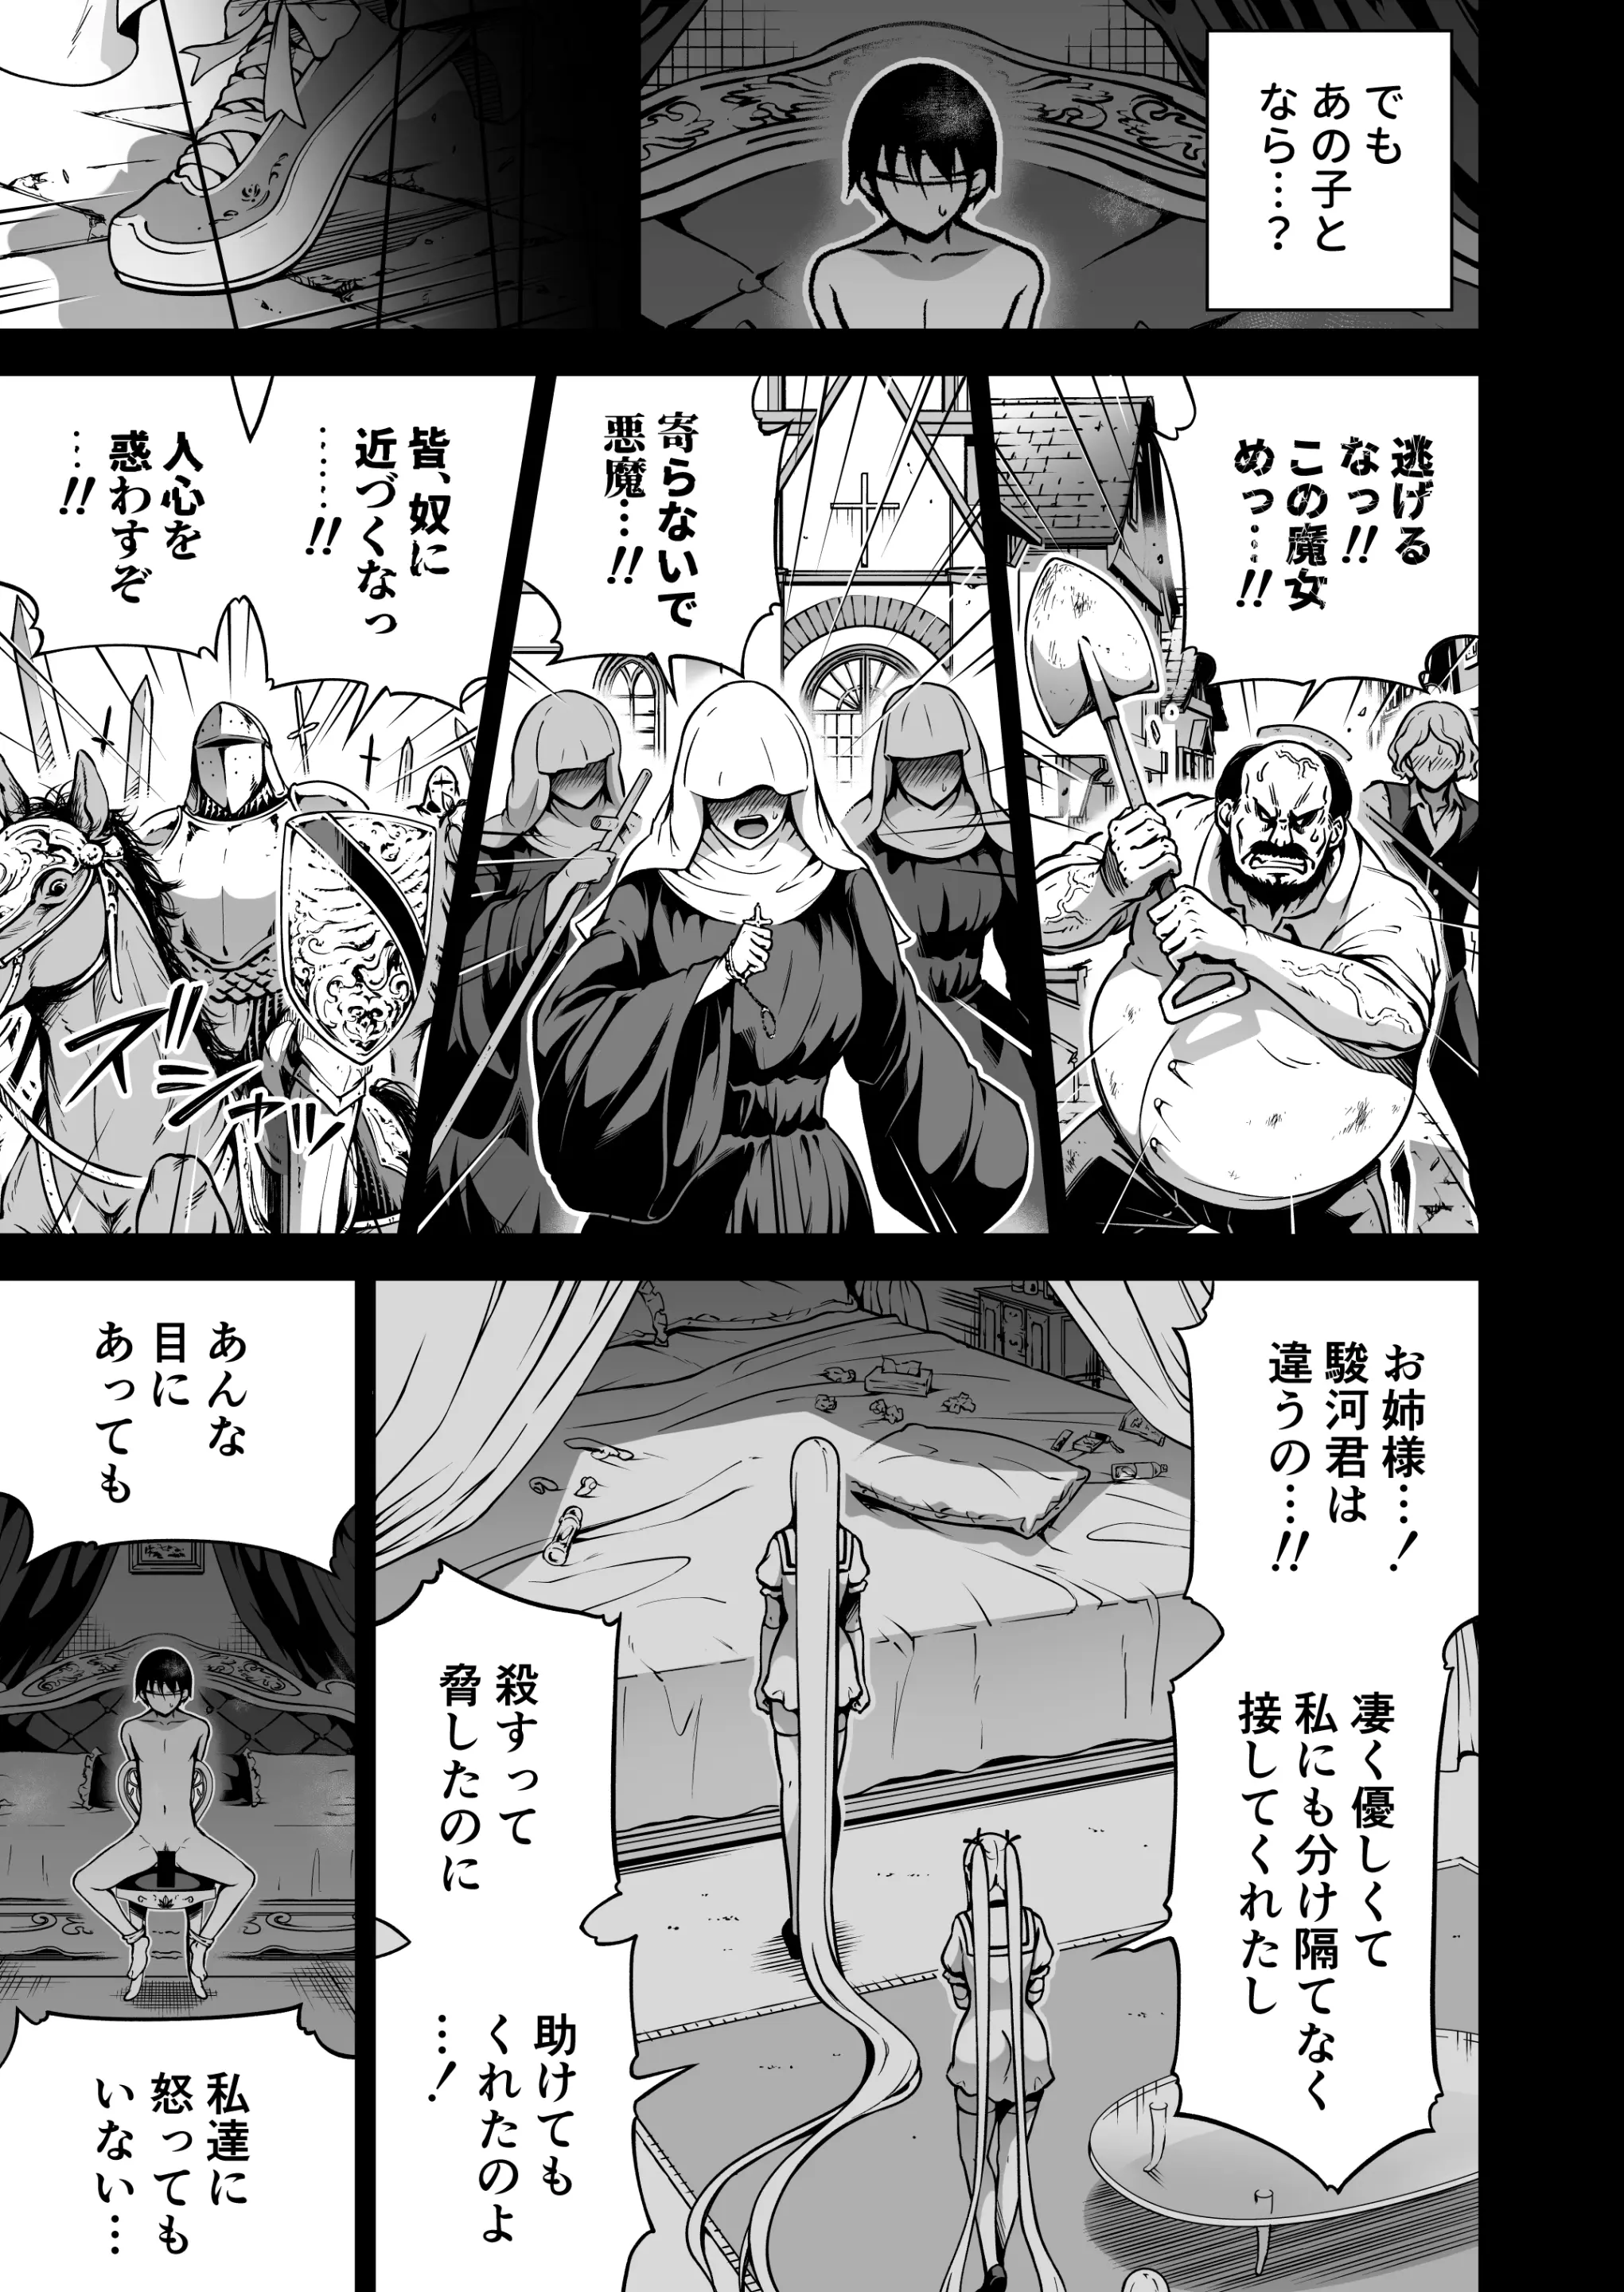 でも
あの子と
なら…？
逃げる
なっ!!
この魔女
めっ…!!
寄らないで
悪魔…!!
皆、奴に
近づくなっ
……!!
人心を
惑わすぞ
…!!
ズシャッ
お姉様…！
駿河君は
違うの…!!
凄く優しくて
私にも分け隔てなく
接してくれたし
殺すって
脅したのに
助けても
くれたのよ
…！
あんな
目に
あっても
私達に
怒っても
いない…